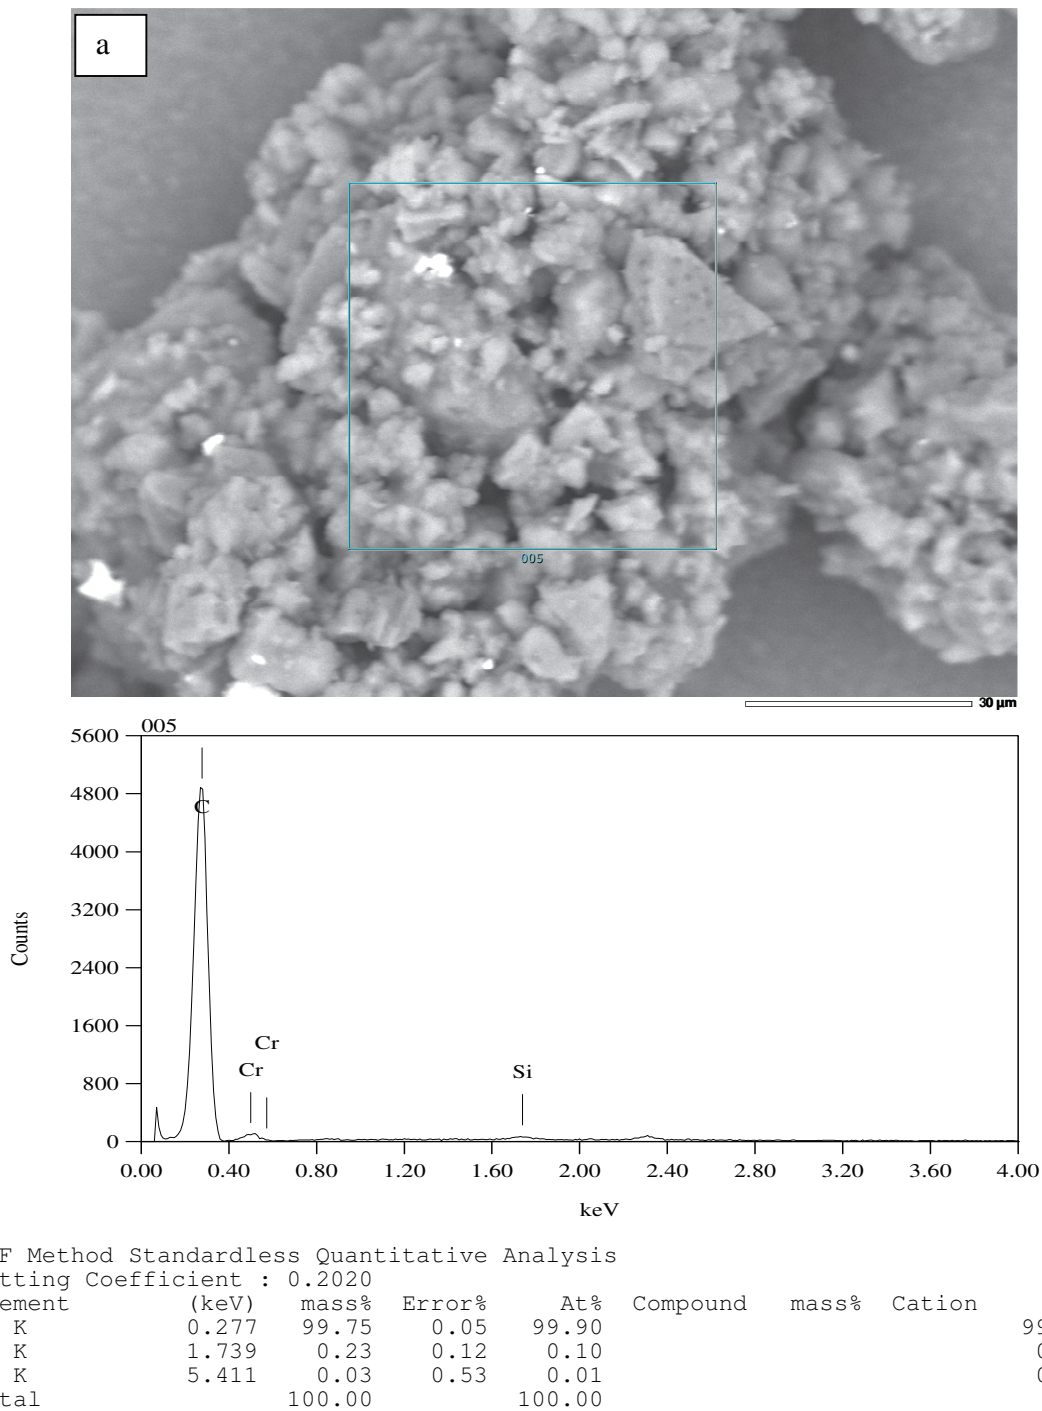 a
005
30 µm
005
5600
4800
4000
3200
2400
1600
800
0
Counts
C
Cr
Cr
Si
0.00 0.40 0.80 1.20 1.60 2.00 2.40 2.80 3.20 3.60 4.00
keV
F Method Standardless Quantitative Analysis
tting Coefficient : 0.2020
ement (keV) mass% Error% At% Compound mass% Cation
K 0.277 99.75 0.05 99.90 99
K 1.739 0.23 0.12 0.10 0
K 5.411 0.03 0.53 0.01 0
tal 100.00 100.00